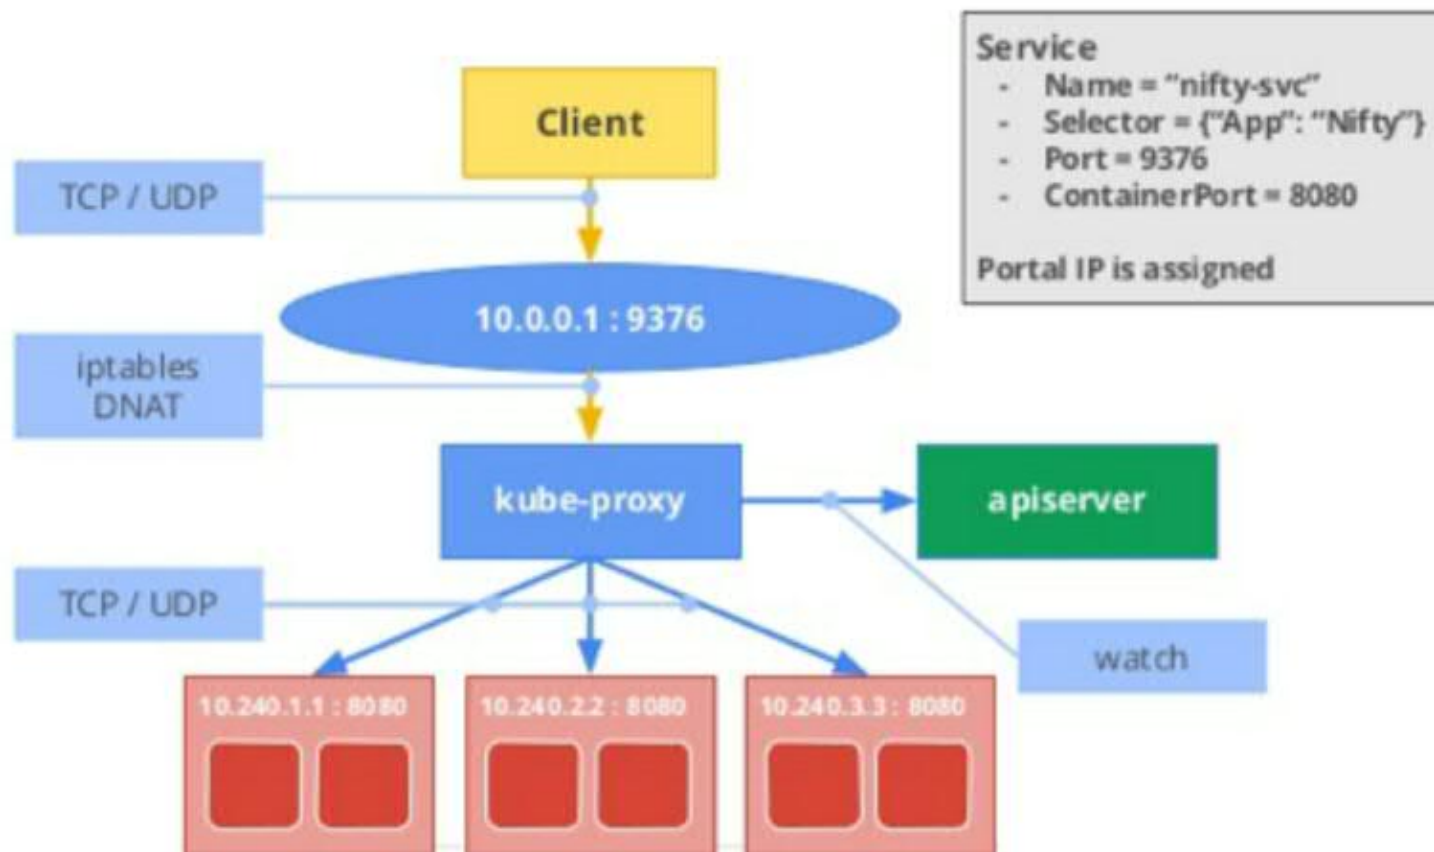 Service
- Name = “nifty-svc”
- Selector = {“App”: “Nifty”}
- Port = 9376
- ContainerPort = 8080
Portal IP is assigned
Client
TCP / UDP
10.0.0.1 : 9376
iptables
DNAT
kube-proxy
apiserver
TCP / UDP
watch
10.240.1.1 : 8080
10.240.2.2 : 8080
10.240.3.3 : 8080